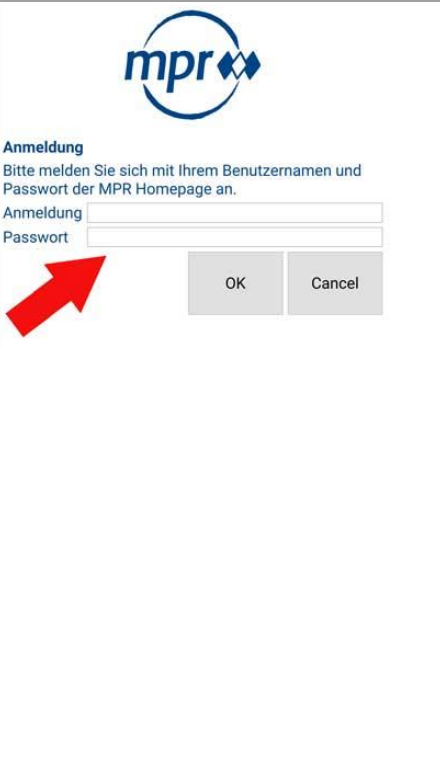 mpr
Anmeldung
Bitte melden Sie sich mit Ihrem Benutzernamen und
Passwort der MPR Homepage an.
Anmeldung
Passwort
OK Cancel